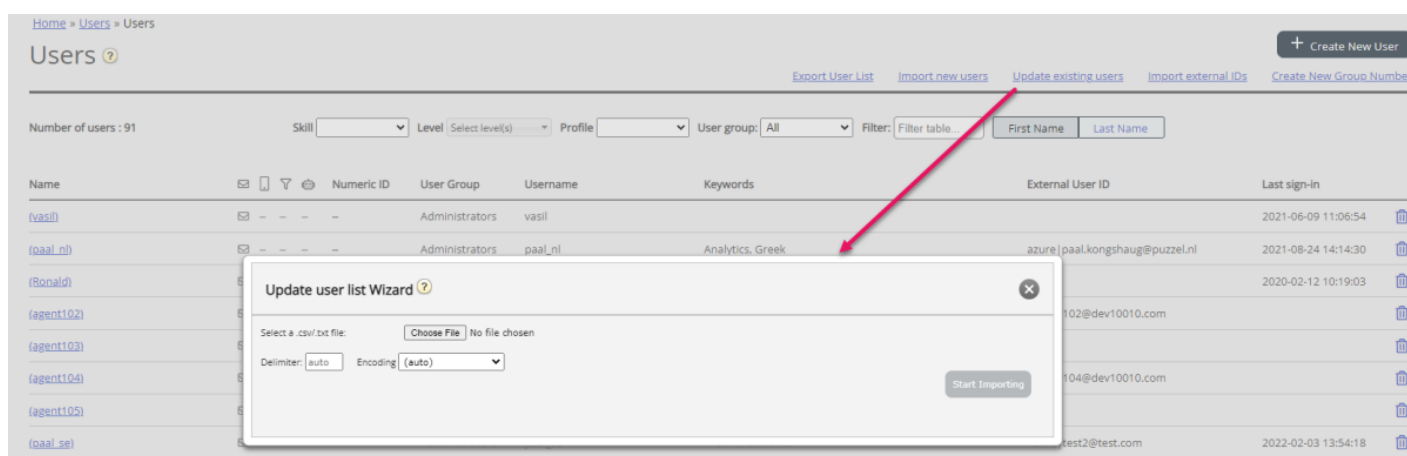 Home » Users » Users
Users ?
+ Create New User
Export User List Import new users Update existing users Import external IDs Create New Group Numbe
Number of users : 91 Skill Level Select level(s) Profile User group: All Filter: Filter table... First Name Last Name
Name Numeric ID User Group Username Keywords External User ID Last sign-in
(vasil) – – – – Administrators vasil 2021-06-09 11:06:54
(paal_nl) – – – – Administrators paal_nl Analytics, Greek azure|paal.kongshaug@puzzel.nl 2021-08-24 14:14:30
(Ronald) 2020-02-12 10:19:03
Update user list Wizard ?
(agent102) 102@dev10010.com
Select a .csv/.txt file: Choose File No file chosen
(agent103)
Delimiter: auto Encoding (auto)
(agent104) 104@dev10010.com
Start Importing
(agent105)
(paal_se) test2@test.com 2022-02-03 13:54:18